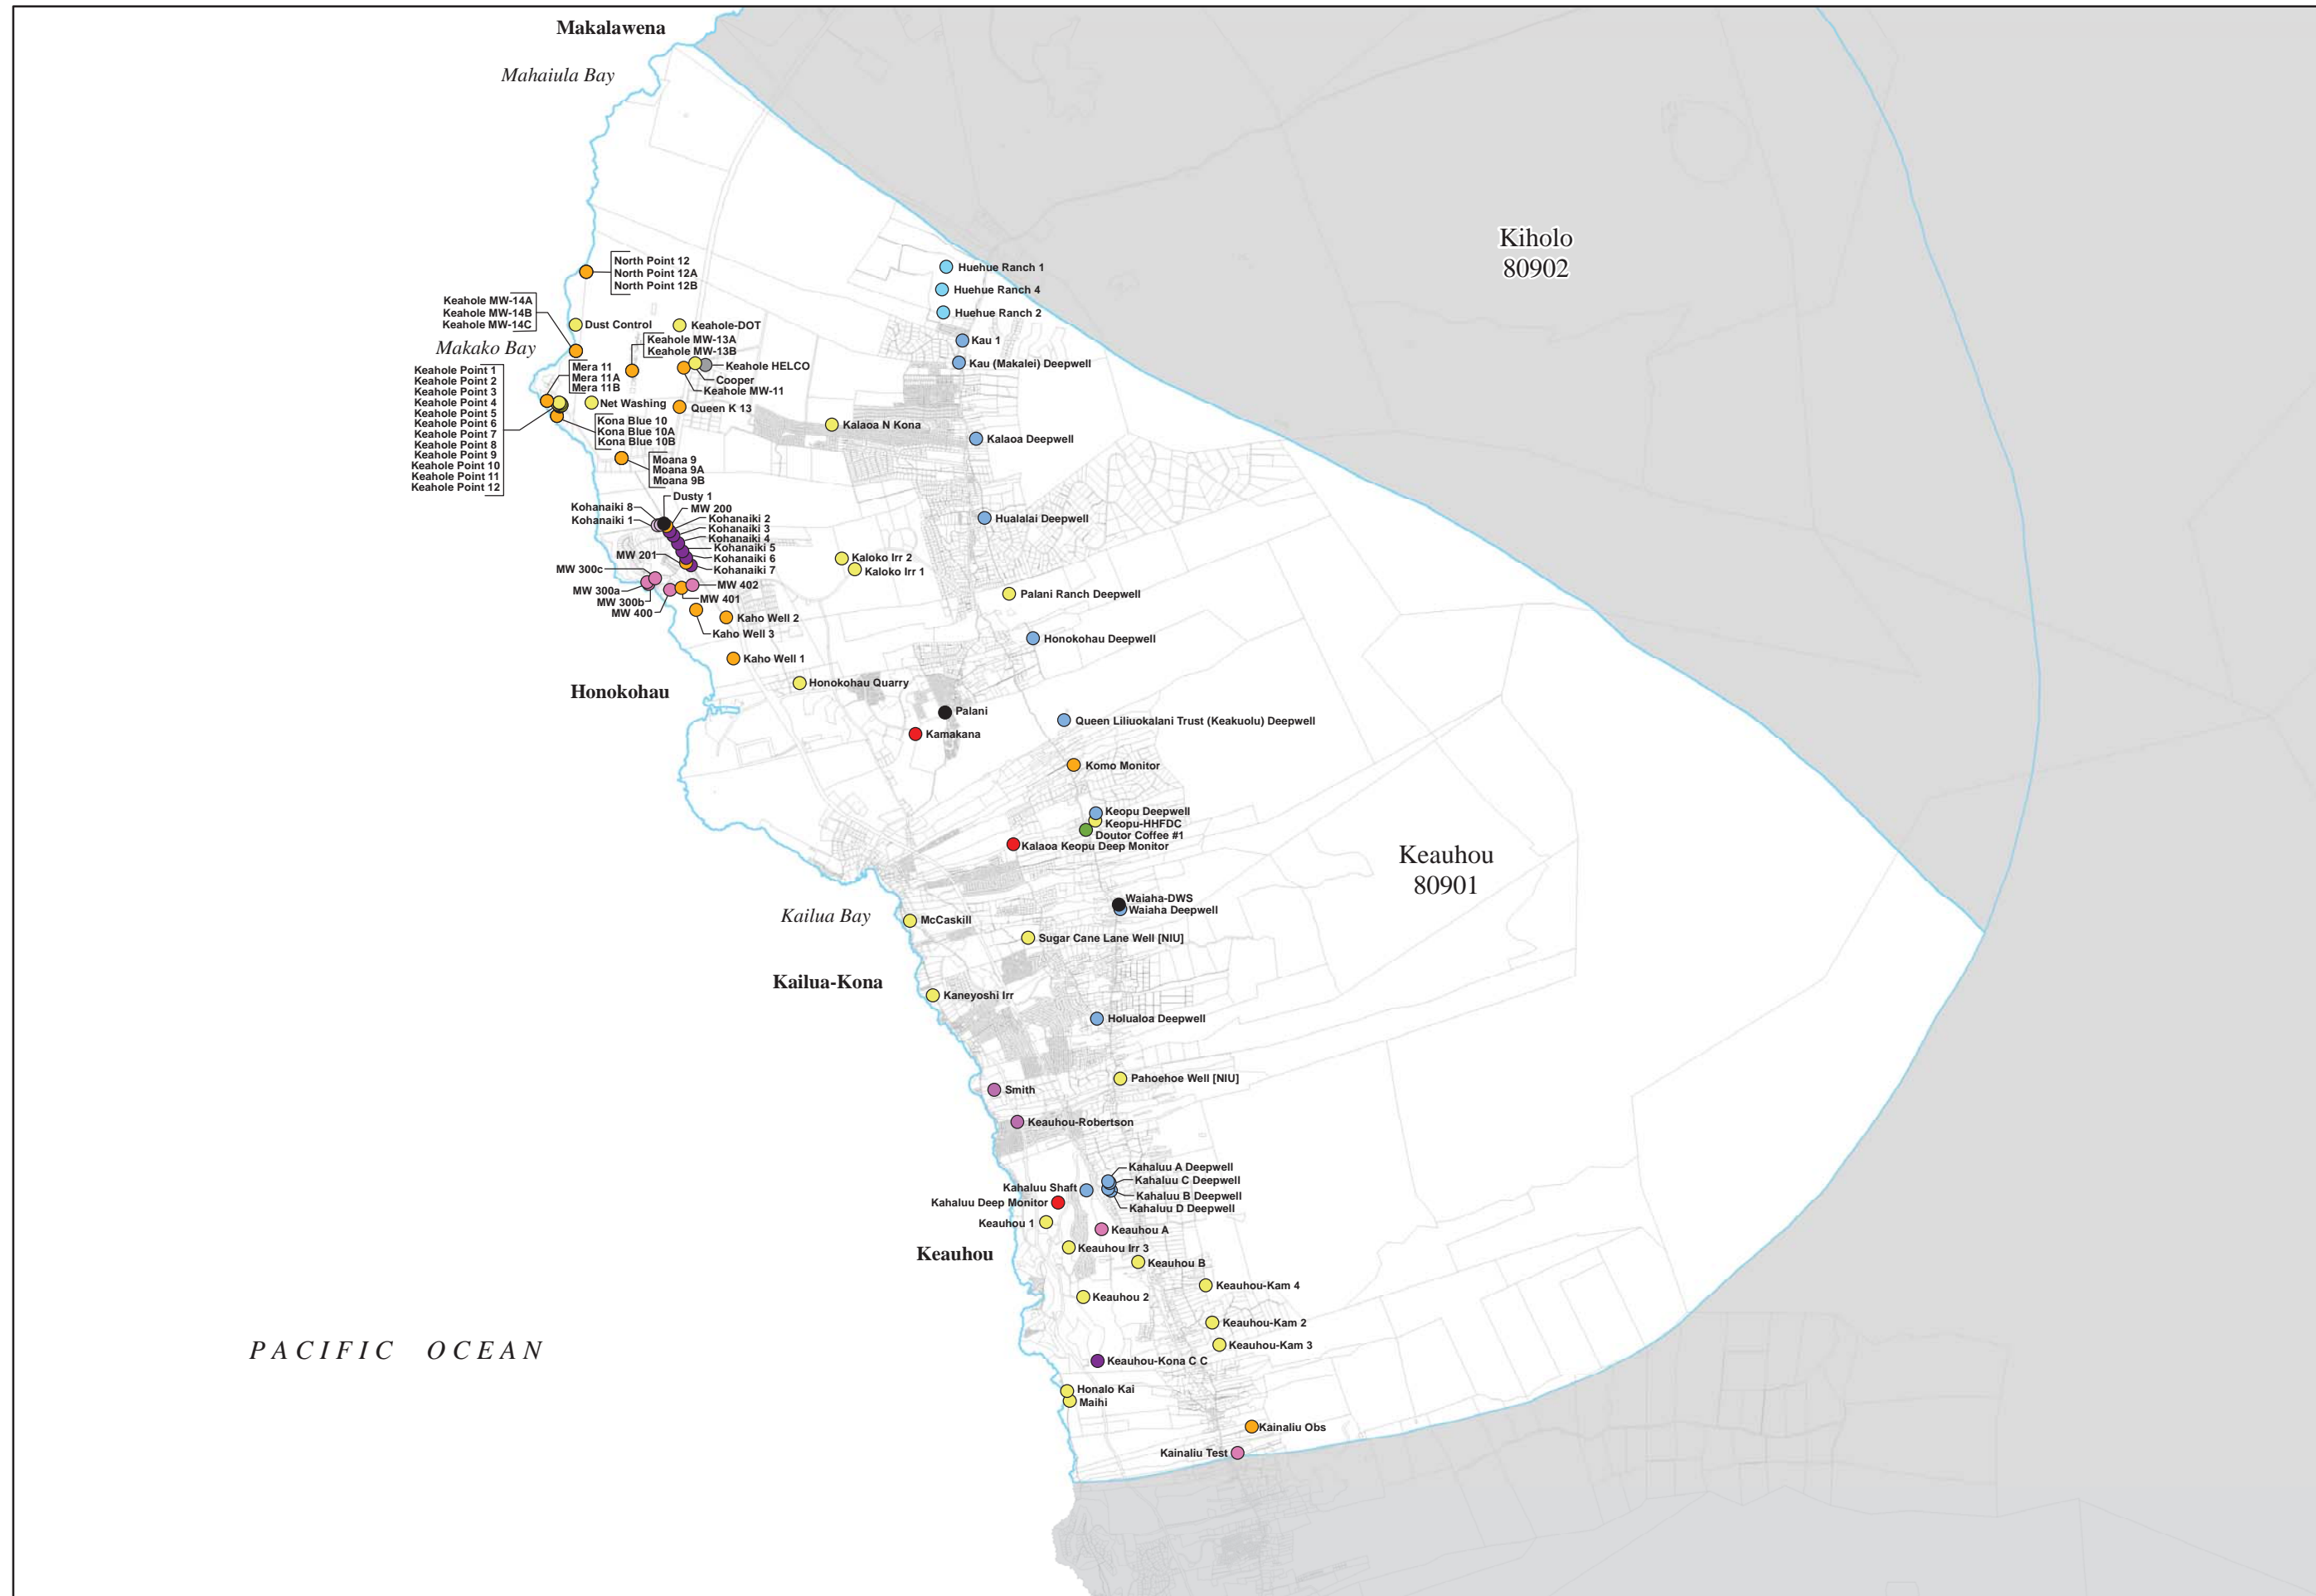 Makalawena
Mahaiula Bay
Kiholo
80902
North Point 12
North Point 12A
North Point 12B
Huehue Ranch 1
Huehue Ranch 4
Huehue Ranch 2
Keahole MW-14A
Keahole MW-14B
Keahole MW-14C
Dust Control
Keahole-DOT
Makako Bay
Keahole MW-13A
Keahole MW-13B
Kau 1
Kau (Makalei) Deepwell
Keahole HELCO
Cooper
Keahole MW-11
Mera 11
Mera 11A
Mera 11B
Keahole Point 1
Keahole Point 2
Keahole Point 3
Keahole Point 4
Keahole Point 5
Keahole Point 6
Keahole Point 7
Keahole Point 8
Keahole Point 9
Keahole Point 10
Keahole Point 11
Keahole Point 12
Net Washing
Queen K 13
Kona Blue 10
Kona Blue 10A
Kona Blue 10B
Kalaoa N Kona
Kalaoa Deepwell
Moana 9
Moana 9A
Moana 9B
Dusty 1
Kohanaiki 8
MW 200
Kohanaiki 1
Kohanaiki 2
Kohanaiki 3
Kohanaiki 4
Kohanaiki 5
Kohanaiki 6
Kohanaiki 7
Hualalai Deepwell
MW 201
MW 300c
MW 300a
MW 300b
MW 400
MW 402
MW 401
Kaloko Irr 2
Kaloko Irr 1
Palani Ranch Deepwell
Kaho Well 2
Kaho Well 3
Honokohau Deepwell
Kaho Well 1
Honokohau
Honokohau Quarry
Palani
Queen Liliuokalani Trust (Keakuolu) Deepwell
Kamakana
Komo Monitor
Keopu Deepwell
Keopu-HHFDC
Doutor Coffee #1
Kalaoa Keopu Deep Monitor
Keauhou
80901
Waiaha-DWS
Waiaha Deepwell
Kailua Bay
McCaskill
Sugar Cane Lane Well [NIU]
Kailua-Kona
Kaneyoshi Irr
Holualoa Deepwell
Pahoehoe Well [NIU]
Smith
Keauhou-Robertson
Kahaluu A Deepwell
Kahaluu C Deepwell
Kahaluu Shaft
Kahaluu B Deepwell
Kahaluu Deep Monitor
Kahaluu D Deepwell
Keauhou 1
Keauhou A
Keauhou
Keauhou Irr 3
Keauhou B
Keauhou-Kam 4
Keauhou 2
Keauhou-Kam 2
Keauhou-Kam 3
PACIFIC OCEAN
Keauhou-Kona C C
Honalo Kai
Maihi
Kainaliu Obs
Kainaliu Test